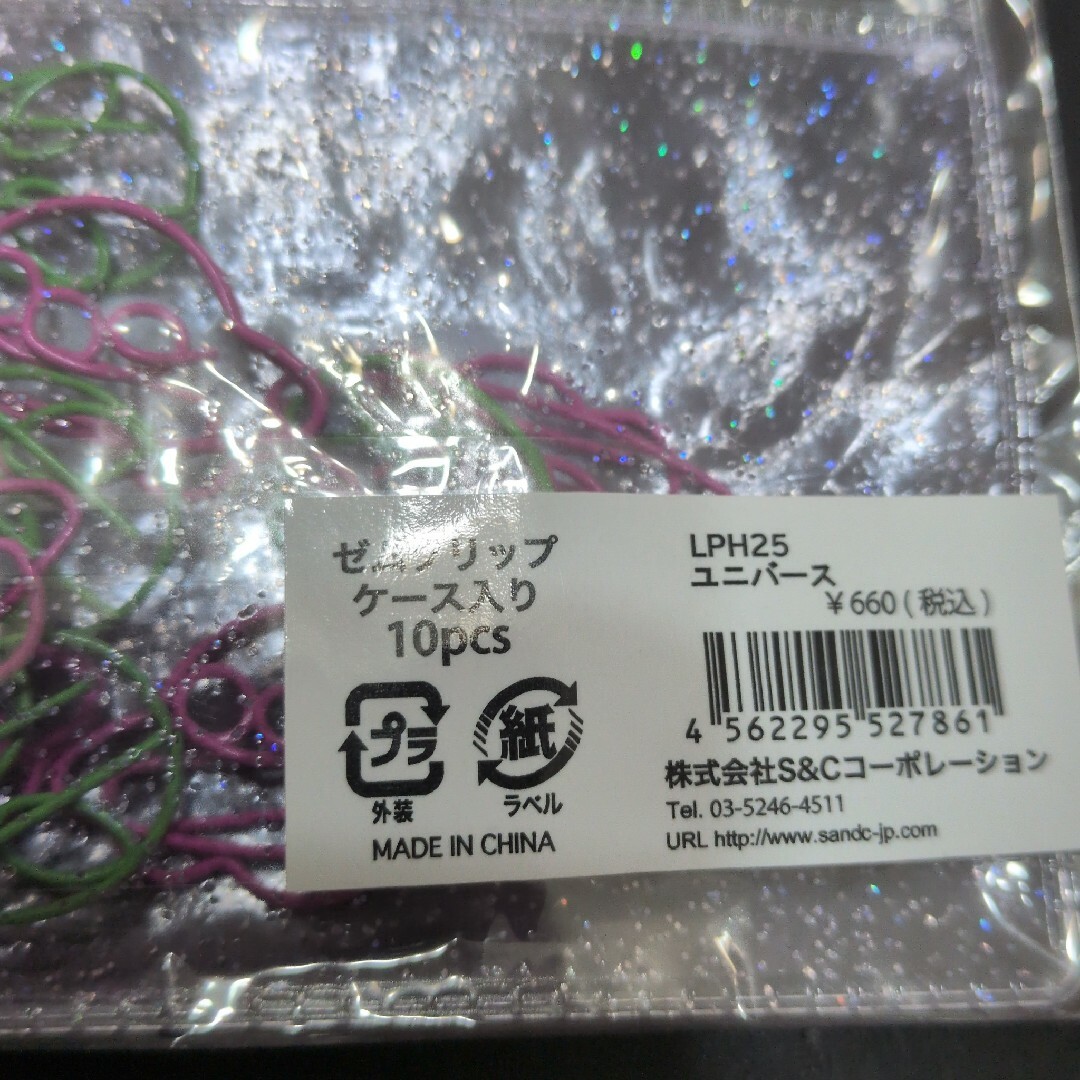 ゼムクリップ
ケース入り
10pcs
プラ
外装
紙
ラベル
MADE IN CHINA
LPH25
ユニバース
￥660(税込)
4 562295 527861
株式会社S&Cコーポレーション
Tel. 03-5246-4511
URL http://www.sandc-jp.com